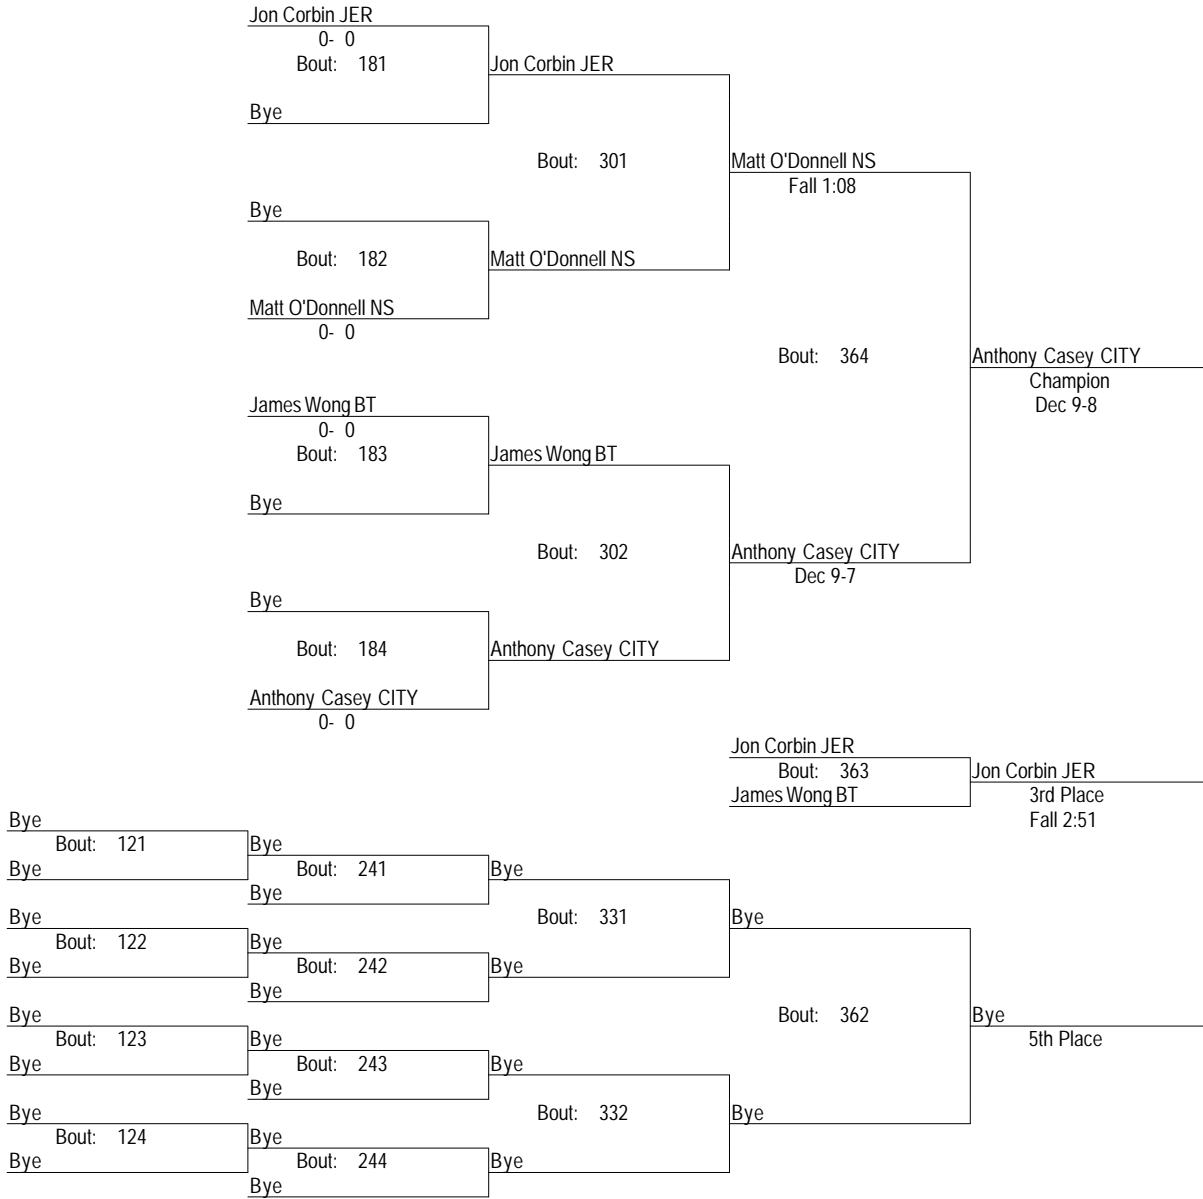 Jon Corbin JER
0- 0
Bout: 181
Jon Corbin JER
Bye
Bout: 301
Matt O'Donnell NS
Fall 1:08
Bye
Bout: 182
Matt O'Donnell NS
Matt O'Donnell NS
0- 0
Bout: 364
Anthony Casey CITY
Champion
Dec 9-8
James Wong BT
0- 0
Bout: 183
James Wong BT
Bye
Bout: 302
Anthony Casey CITY
Dec 9-7
Bye
Bout: 184
Anthony Casey CITY
Anthony Casey CITY
0- 0
Jon Corbin JER
Bout: 363
Jon Corbin JER
James Wong BT
3rd Place
Fall 2:51
Bye
Bout: 121
Bye
Bye
Bout: 241
Bye
Bye
Bye
Bout: 331
Bye
Bout: 122
Bye
Bye
Bye
Bout: 242
Bye
Bye
Bye
Bout: 362
Bye
5th Place
Bout: 123
Bye
Bye
Bout: 243
Bye
Bye
Bye
Bout: 332
Bye
Bout: 124
Bye
Bye
Bout: 244
Bye
Bye